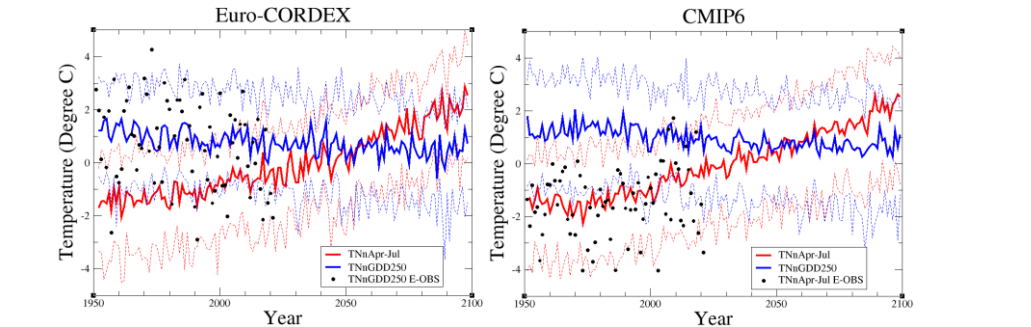 Euro-CORDEX
Temperature (Degree C)
4
2
0
-2
-4
TNnApr-Jul
TNnGDD250
TNnGDD250 E-OBS
1950
2000
2050
2100
Year
CMIP6
Temperature (Degree C)
4
2
0
-2
-4
TNnApr-Jul
TNnGDD250
TNnApr-Jul E-OBS
1950
2000
2050
2100
Year